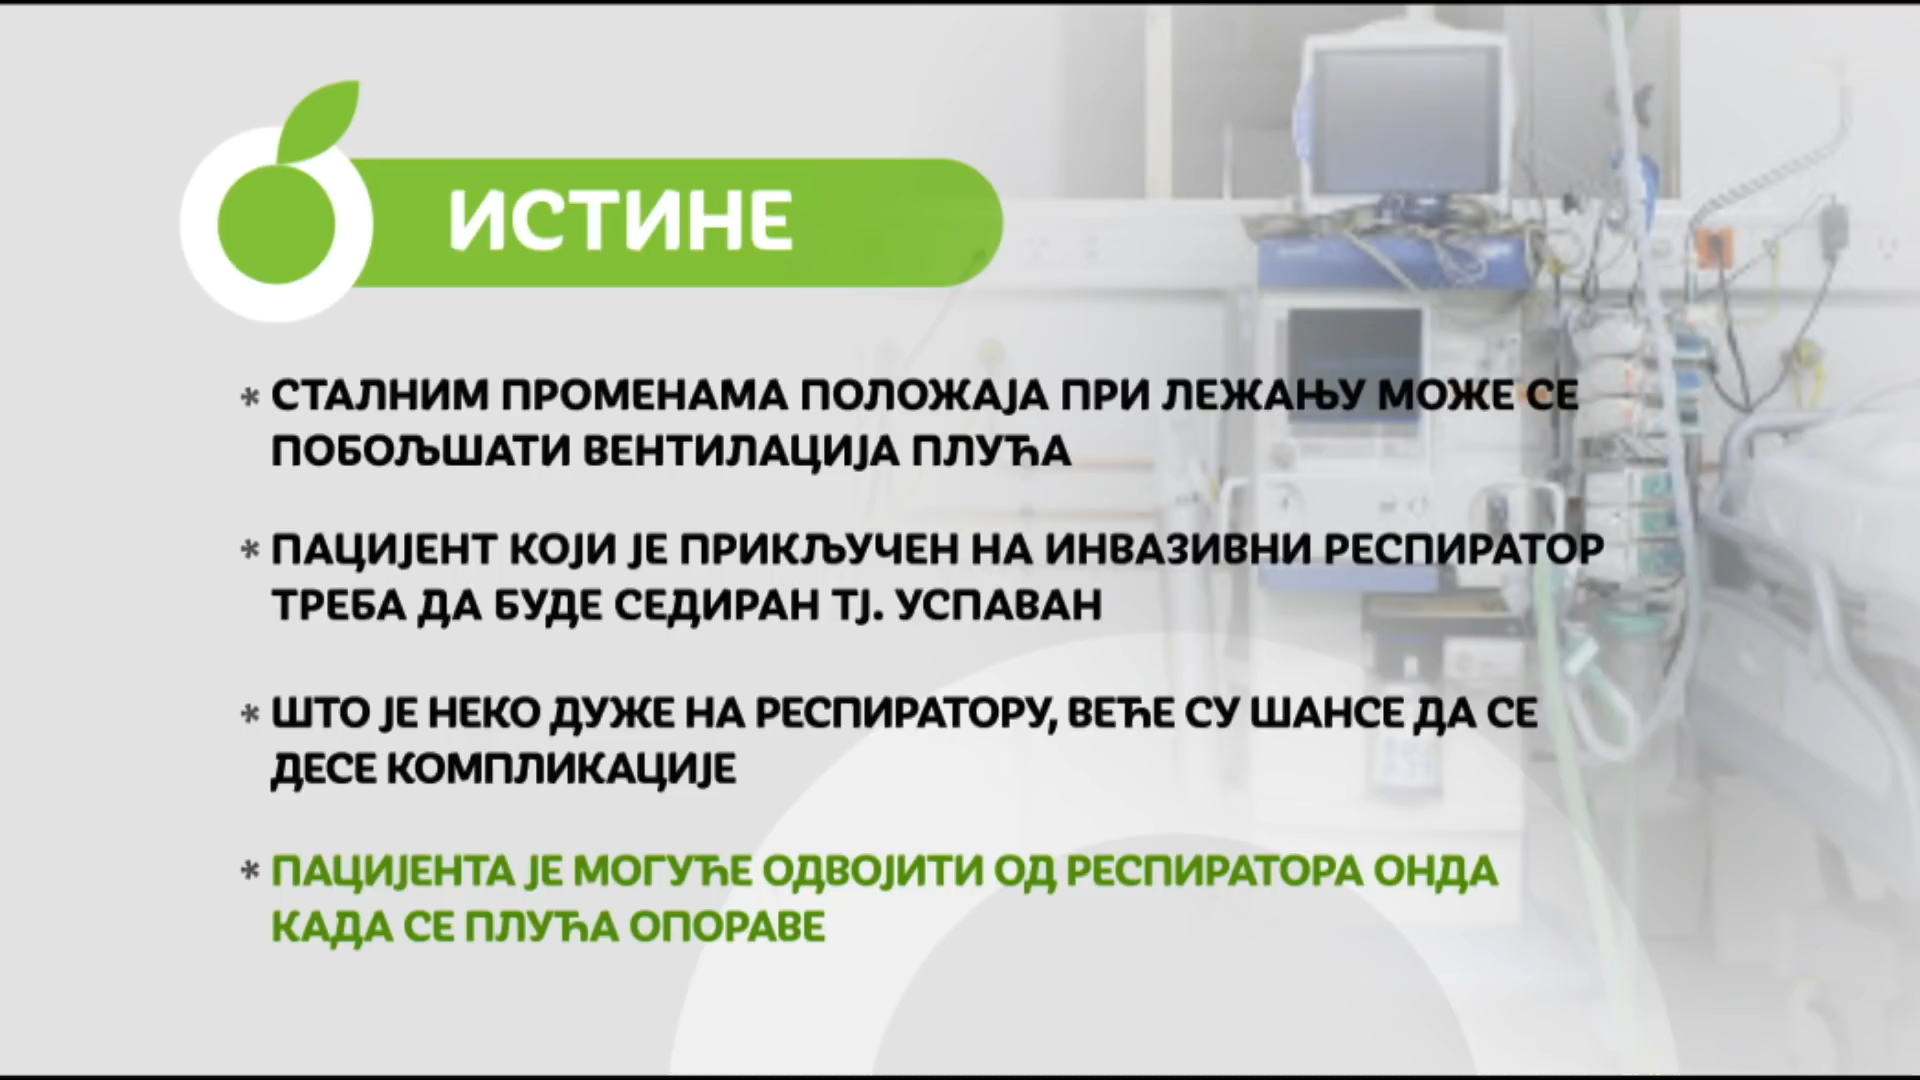 ИСТИНЕ
* СТАЛНИМ ПРОМЕНАМА ПОЛОЖАЈА ПРИ ЛЕЖАЊУ МОЖЕ СЕ
ПОБОЉШАТИ ВЕНТИЛАЦИЈА ПЛУЋА
* ПАЦИЈЕНТ КОЈИ ЈЕ ПРИКЉУЧЕН НА ИНВАЗИВНИ РЕСПИРАТОР
ТРЕБА ДА БУДЕ СЕДИРАН ТЈ. УСПАВАН
* ШТО ЈЕ НЕКО ДУЖЕ НА РЕСПИРАТОРУ, ВЕЋЕ СУ ШАНСЕ ДА СЕ
ДЕСЕ КОМПЛИКАЦИЈЕ
* ПАЦИЈЕНТА ЈЕ МОГУЋЕ ОДВОЈИТИ ОД РЕСПИРАТОРА ОНДА
КАДА СЕ ПЛУЋА ОПОРАВЕ